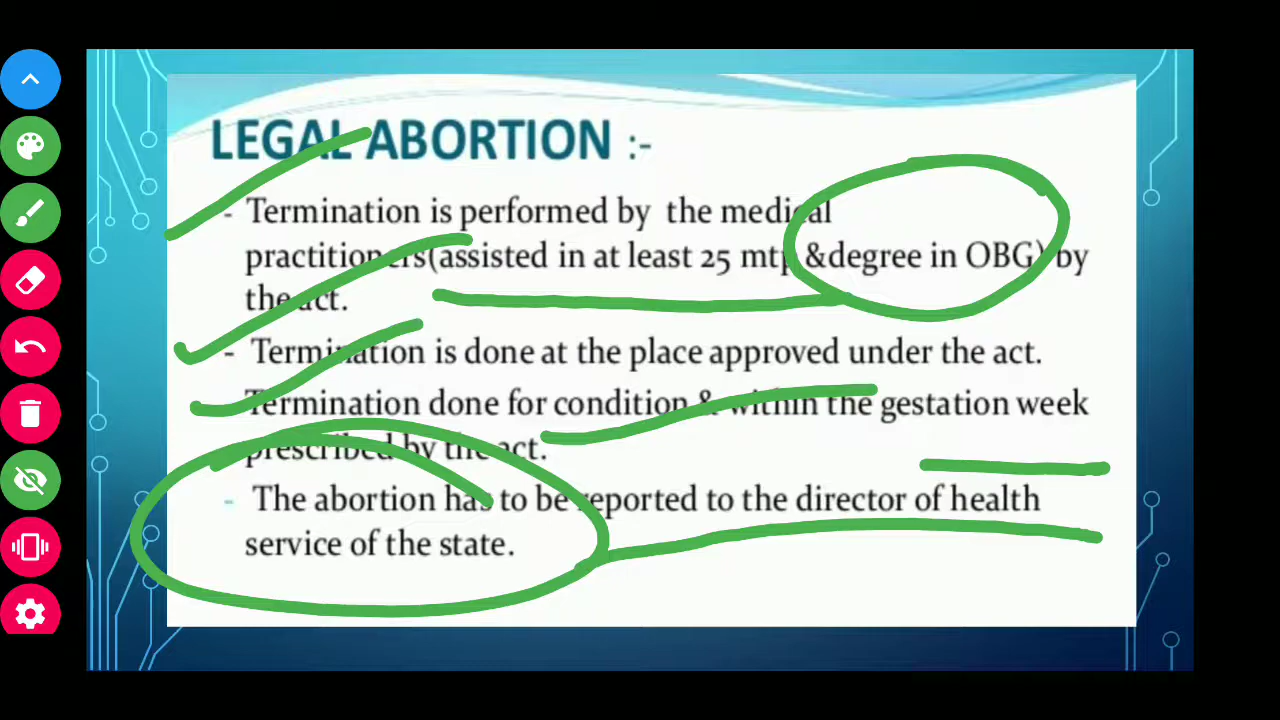 LEGAL ABORTION :-
- Termination is performed by the medical
practitioners(assisted in at least 25 mtp &degree in OBG) by
the act.
- Termination is done at the place approved under the act.
Termination done for condition & within the gestation week
prescribed by the act.
- The abortion has to be reported to the director of health
service of the state.